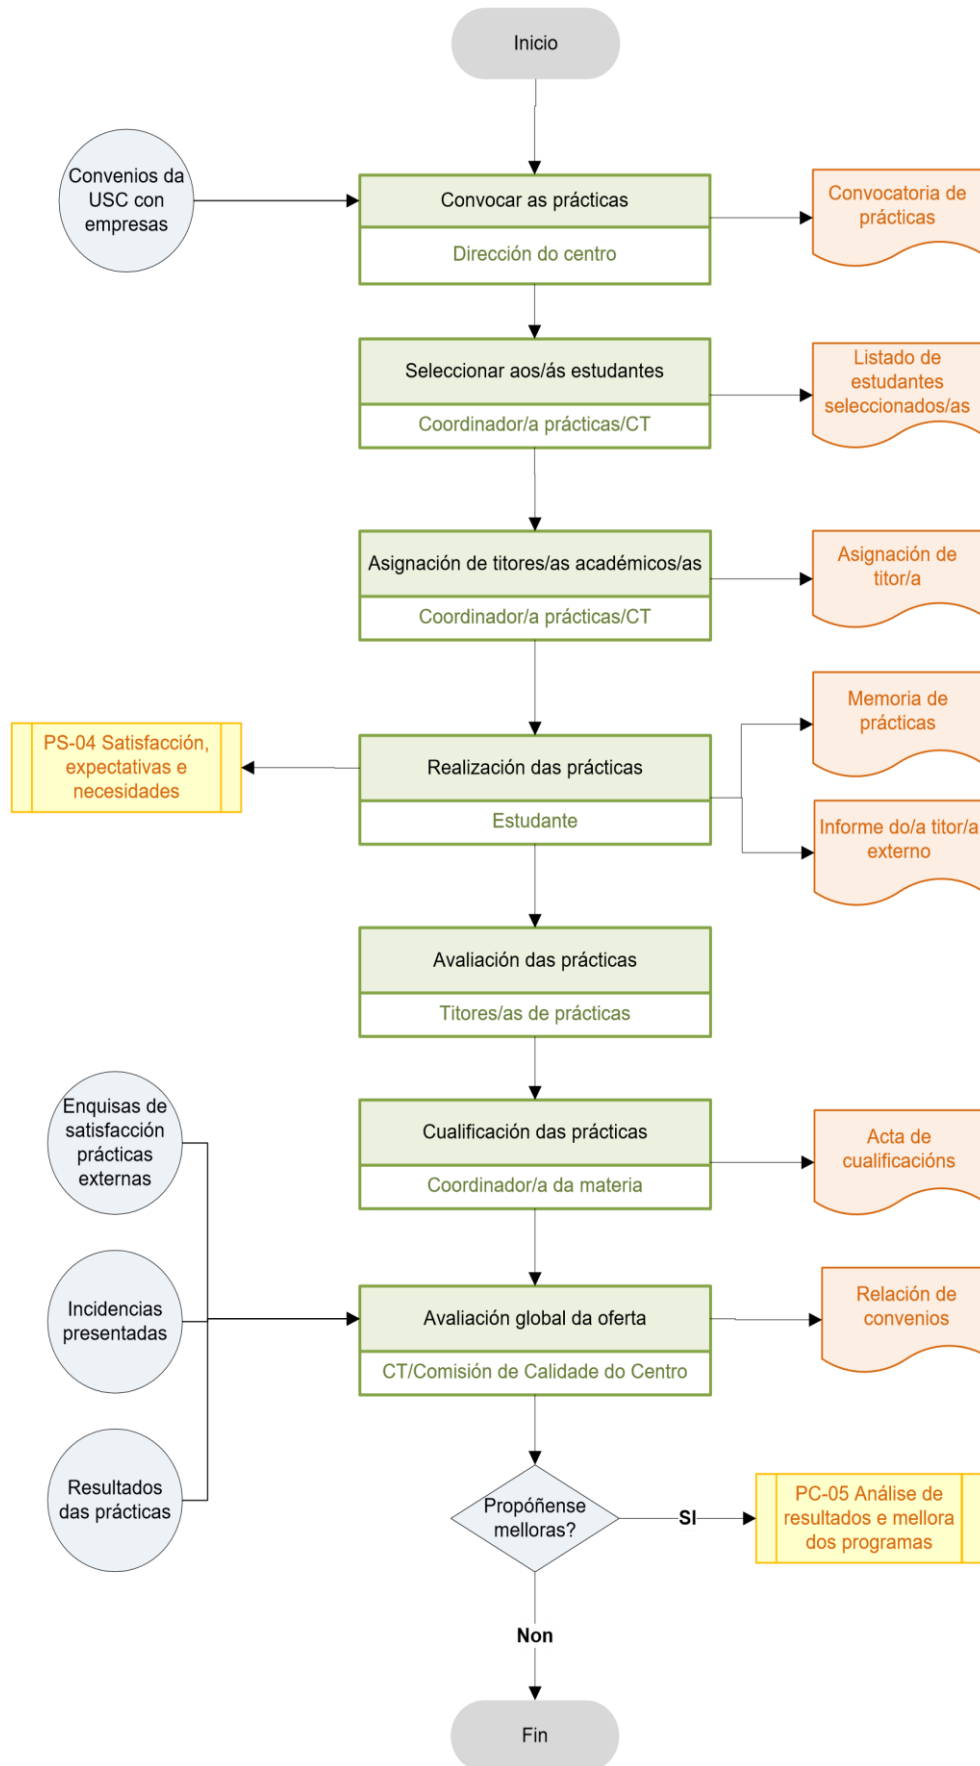 Inicio
Convenios da
USC con
empresas
Convocar as prácticas
Dirección do centro
Convocatoria de
prácticas
Seleccionar aos/ás estudantes
Coordinador/a prácticas/CT
Listado de
estudantes
seleccionados/as
Asignación de titores/as académicos/as
Coordinador/a prácticas/CT
Asignación de
titor/a
PS-04 Satisfacción,
expectativas e
necesidades
Realización das prácticas
Estudante
Memoria de
prácticas
Informe do/a titor/a
externo
Avaliación das prácticas
Titores/as de prácticas
Enquisas de
satisfacción
prácticas
externas
Cualificación das prácticas
Coordinador/a da materia
Acta de
cualificacións
Incidencias
presentadas
Avaliación global da oferta
CT/Comisión de Calidade do Centro
Relación de
convenios
Resultados
das prácticas
Propóñense
melloras?
SI
PC-05 Análise de
resultados e mellora
dos programas
Non
Fin